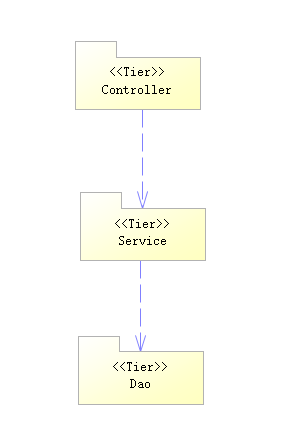 <<Tier>>
Controller
<<Tier>>
Service
<<Tier>>
Dao